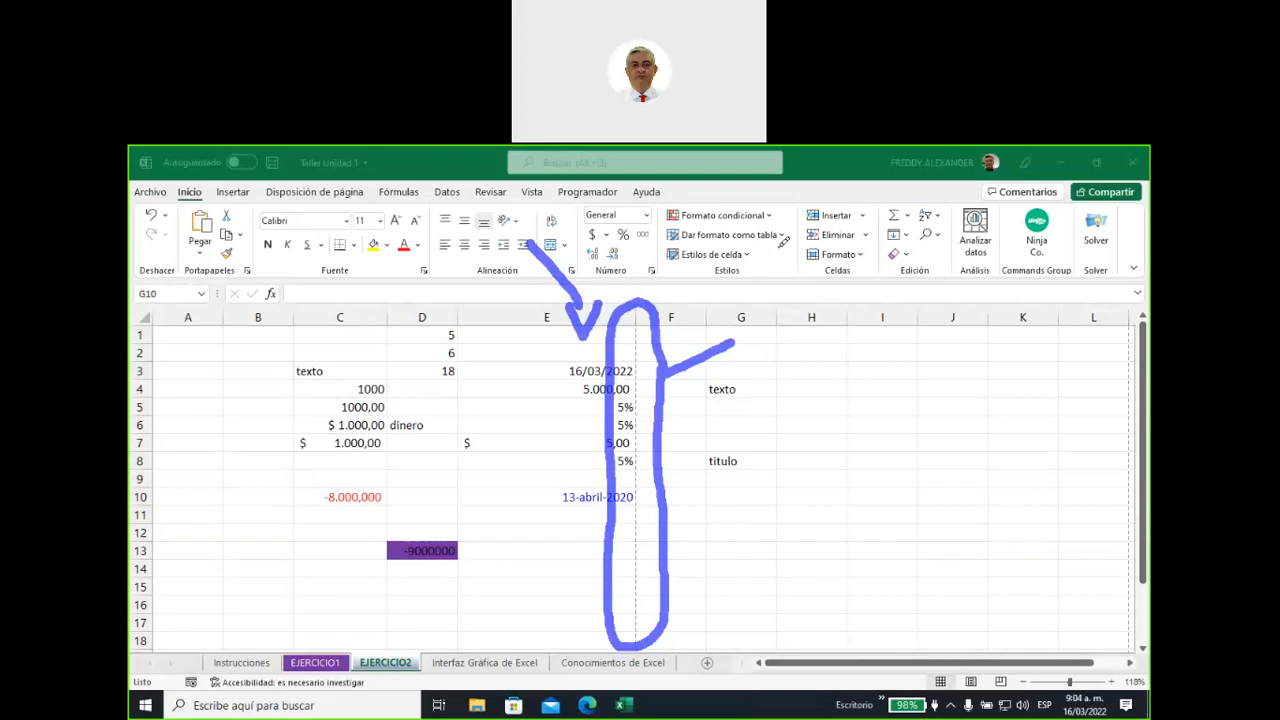 Autoguardado Taller Unidad 1 Buscar (Alt+Q) FREDDY ALEXANDER
Archivo Inicio Insertar Disposición de página Fórmulas Datos Revisar Vista Programador Ayuda Comentarios Compartir
Calibri 11 General Formato condicional Insertar
Pegar N K S $ % 000 Dar formato como tabla Eliminar Analizar datos Ninja Co. Solver
Estilos de celda Formato
Deshacer Portapapeles Fuente Alineación Número Estilos Celdas Edición Análisis Commands Group Solver
G10 fx
A B C D E F G H I J K L
1 5
2 6
3 texto 18 16/03/2022
4 1000 5.000,00 texto
5 1000,00 5%
6 $ 1.000,00 dinero 5%
7 $ 1.000,00 $ 5,00
8 5% titulo
9
10 -8.000,000 13-abril-2020
11
12
13 -9000000
14
15
16
17
18
Instrucciones EJERCICIO1 EJERCICIO2 Interfaz Gráfica de Excel Conocimientos de Excel
Listo Accesibilidad: es necesario investigar 118%
Escribe aquí para buscar Escritorio 98% ESP 9:04 a. m.
16/03/2022